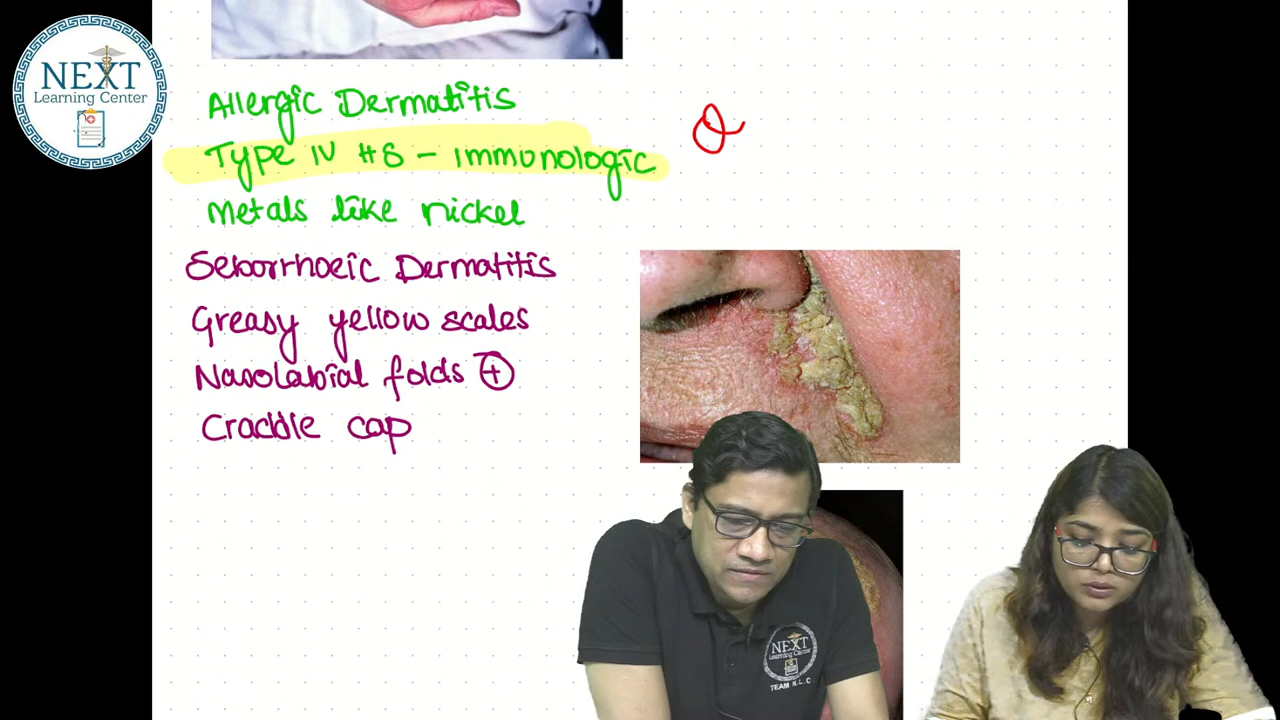 NEXT
Learning Center
Allergic Dermatitis
Type IV HS - immunologic
Metals like nickel
Seborrhoeic Dermatitis
Greasy yellow scales
Nasolabial folds +
Craddle cap
NEXT
Learning Center
TEAM N.L.C